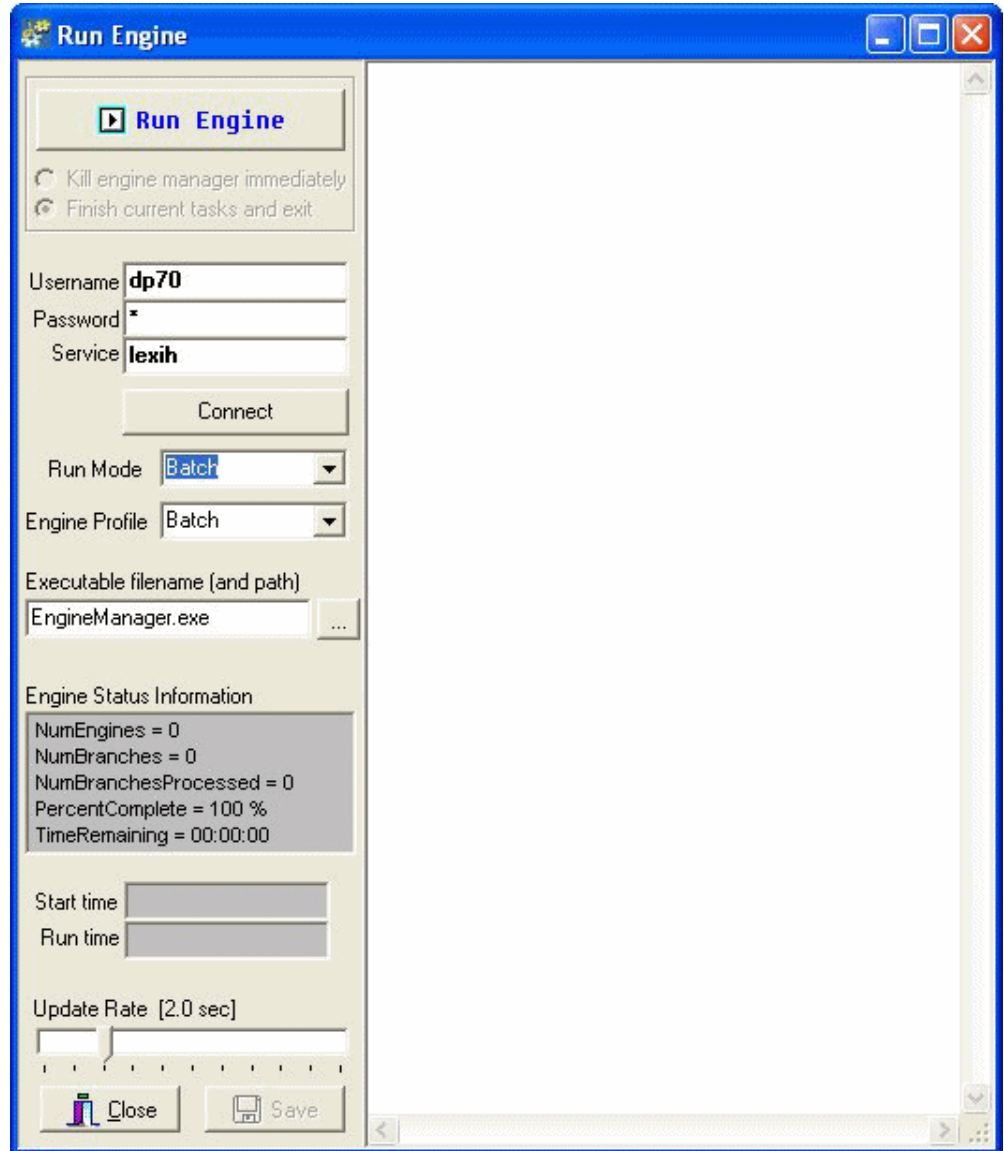 Run Engine
Run Engine
Kill engine manager immediately
Finish current tasks and exit
Username dp70
Password *
Service lexih
Connect
Run Mode Batch
Engine Profile Batch
Executable filename (and path)
EngineManager.exe ...
Engine Status Information
NumEngines = 0
NumBranches = 0
NumBranchesProcessed = 0
PercentComplete = 100 %
TimeRemaining = 00:00:00
Start time
Run time
Update Rate [2.0 sec]
Close Save